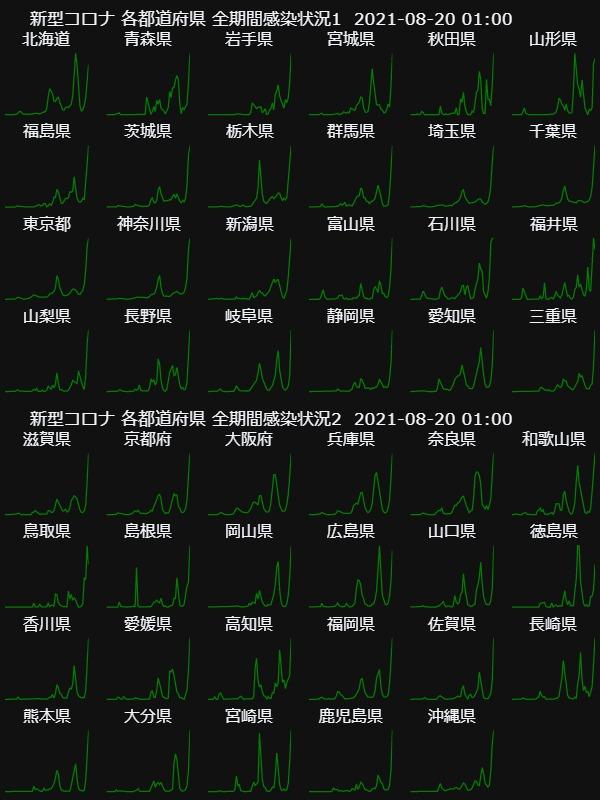 新型コロナ 各都道府県 全期間感染状況1 2021-08-20 01:00
北海道 青森県 岩手県 宮城県 秋田県 山形県
福島県 茨城県 栃木県 群馬県 埼玉県 千葉県
東京都 神奈川県 新潟県 富山県 石川県 福井県
山梨県 長野県 岐阜県 静岡県 愛知県 三重県
新型コロナ 各都道府県 全期間感染状況2 2021-08-20 01:00
滋賀県 京都府 大阪府 兵庫県 奈良県 和歌山県
鳥取県 島根県 岡山県 広島県 山口県 徳島県
香川県 愛媛県 高知県 福岡県 佐賀県 長崎県
熊本県 大分県 宮崎県 鹿児島県 沖縄県